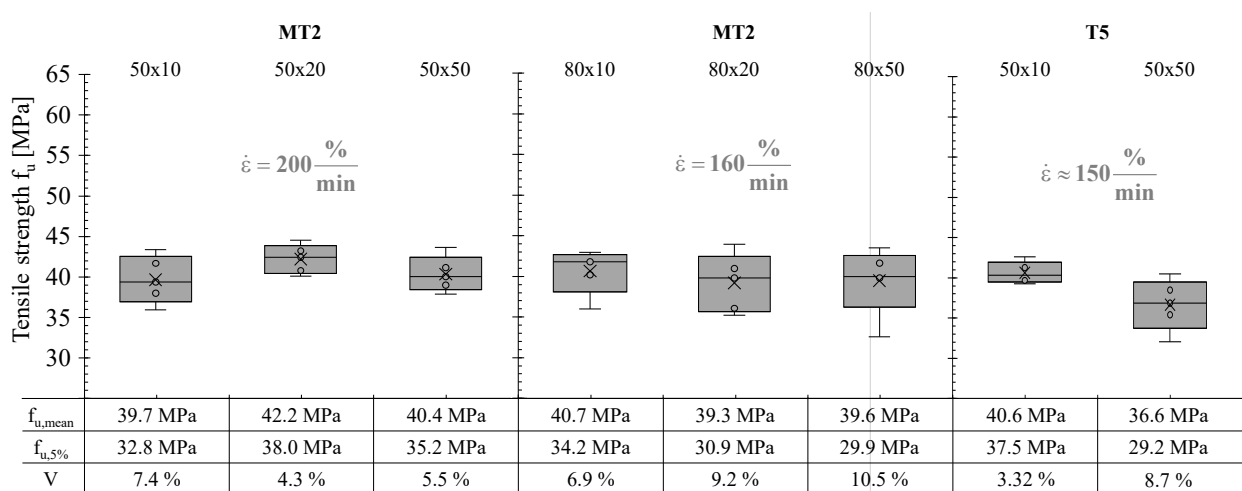 MT2 MT2 T5
50x10 50x20 50x50 80x10 80x20 80x50 50x10 50x50
Tensile strength f_u [MPa]
65
60
55
50
45
40
35
30
ε̇ = 200 %/min
ε̇ = 160 %/min
ε̇ ≈ 150 %/min
f_u,mean 39.7 MPa 42.2 MPa 40.4 MPa 40.7 MPa 39.3 MPa 39.6 MPa 40.6 MPa 36.6 MPa
f_u,5% 32.8 MPa 38.0 MPa 35.2 MPa 34.2 MPa 30.9 MPa 29.9 MPa 37.5 MPa 29.2 MPa
V 7.4 % 4.3 % 5.5 % 6.9 % 9.2 % 10.5 % 3.32 % 8.7 %